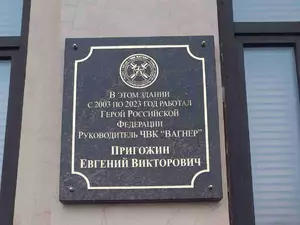 В ЭТОМ ЗДАНИИ
С 2003 ПО 2023 ГОД РАБОТАЛ
ГЕРОЙ РОССИЙСКОЙ
ФЕДЕРАЦИИ
РУКОВОДИТЕЛЬ ЧВК "ВАГНЕР"
ПРИГОЖИН
ЕВГЕНИЙ ВИКТОРОВИЧ